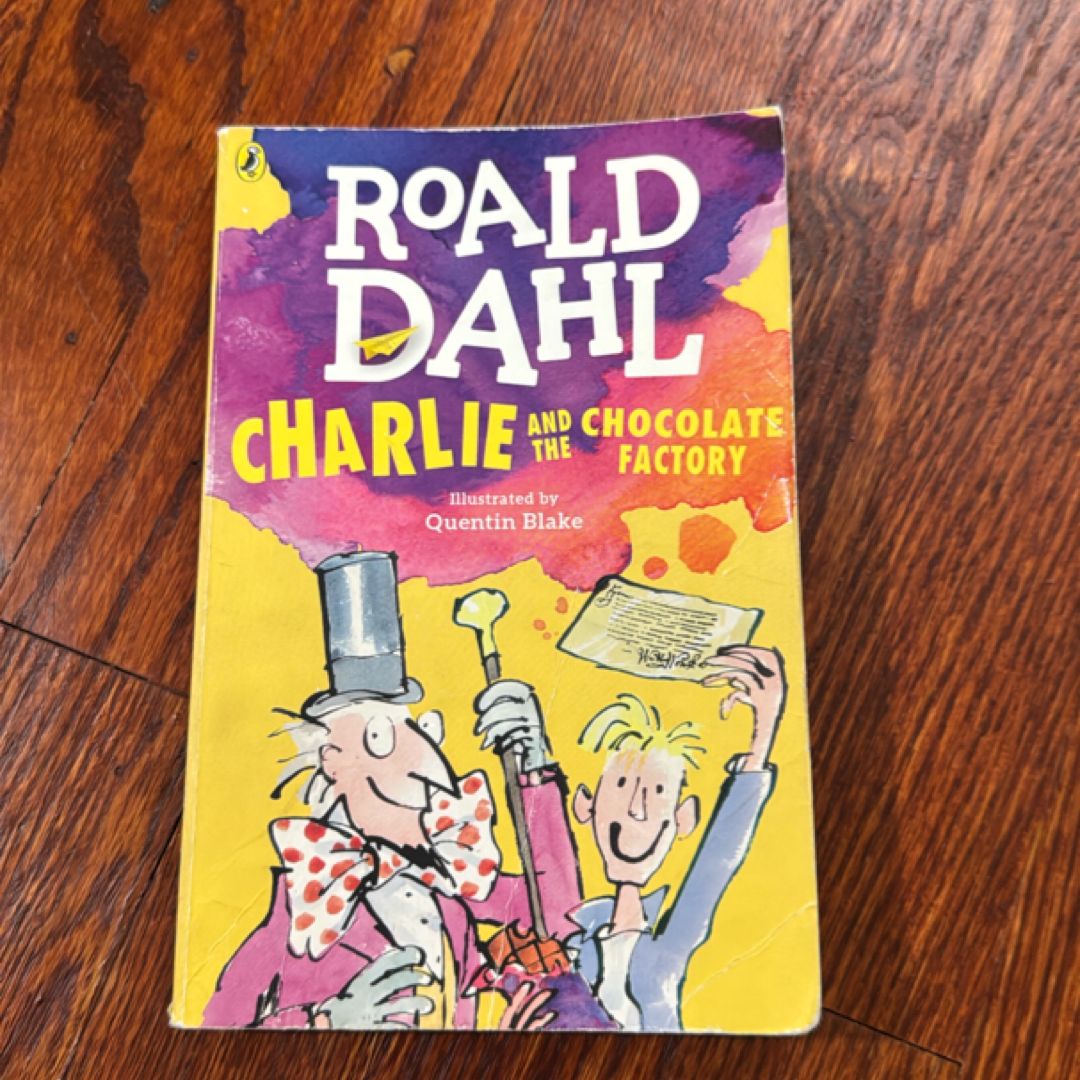 ROALD
DAHL
CHARLIE AND THE CHOCOLATE
FACTORY
Illustrated by
Quentin Blake